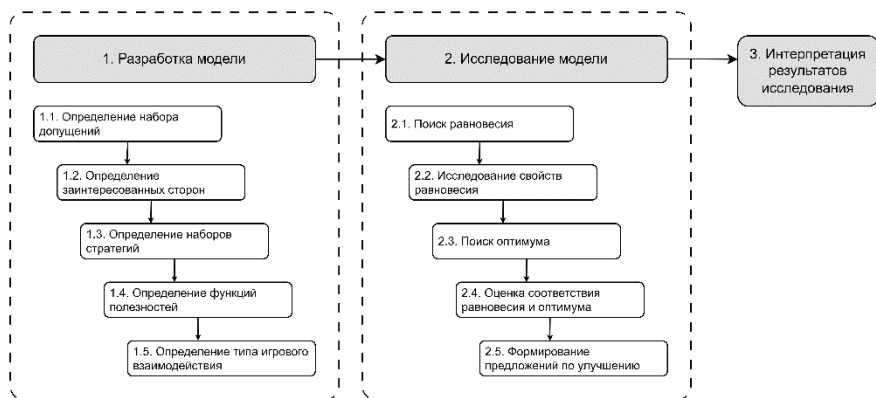 1. Разработка модели
2. Исследование модели
3. Интерпретация
результатов
исследования
1.1. Определение набора
допущений
1.2. Определение
заинтересованных сторон
1.3. Определение наборов
стратегий
1.4. Определение функций
полезностей
1.5. Определение типа игрового
взаимодействия
2.1. Поиск равновесия
2.2. Исследование свойств
равновесия
2.3. Поиск оптимума
2.4. Оценка соответствия
равновесия и оптимума
2.5. Формирование
предложений по улучшению